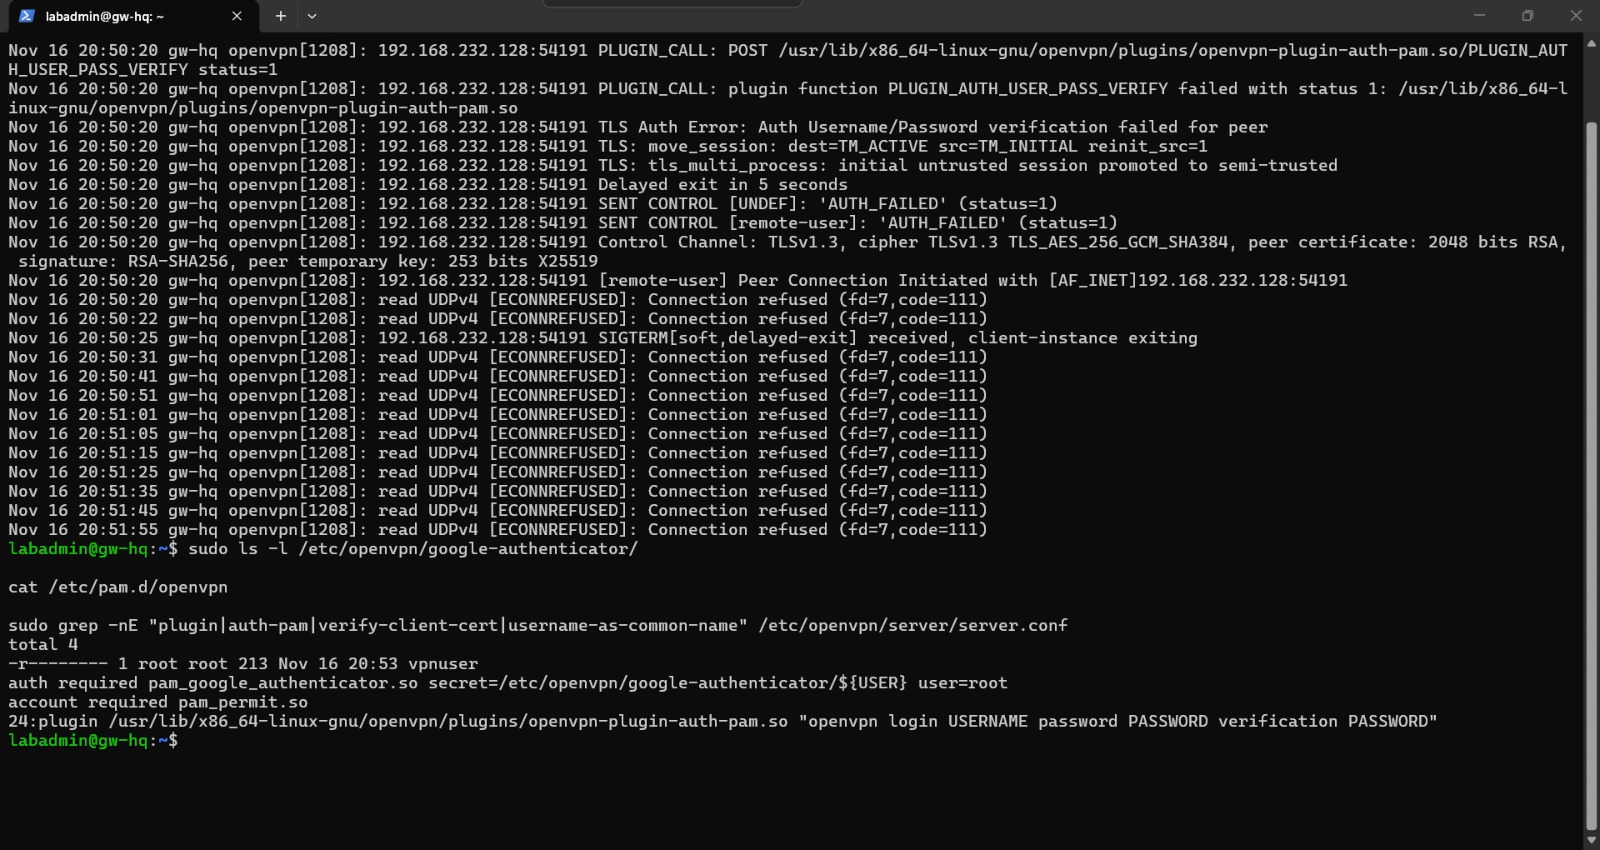 labadmin@gw-hq: ~
Nov 16 20:50:20 gw-hq openvpn[1208]: 192.168.232.128:54191 PLUGIN_CALL: POST /usr/lib/x86_64-linux-gnu/openvpn/plugins/openvpn-plugin-auth-pam.so/PLUGIN_AUT
H_USER_PASS_VERIFY status=1
Nov 16 20:50:20 gw-hq openvpn[1208]: 192.168.232.128:54191 PLUGIN_CALL: plugin function PLUGIN_AUTH_USER_PASS_VERIFY failed with status 1: /usr/lib/x86_64-l
inux-gnu/openvpn/plugins/openvpn-plugin-auth-pam.so
Nov 16 20:50:20 gw-hq openvpn[1208]: 192.168.232.128:54191 TLS Auth Error: Auth Username/Password verification failed for peer
Nov 16 20:50:20 gw-hq openvpn[1208]: 192.168.232.128:54191 TLS: move_session: dest=TM_ACTIVE src=TM_INITIAL reinit_src=1
Nov 16 20:50:20 gw-hq openvpn[1208]: 192.168.232.128:54191 TLS: tls_multi_process: initial untrusted session promoted to semi-trusted
Nov 16 20:50:20 gw-hq openvpn[1208]: 192.168.232.128:54191 Delayed exit in 5 seconds
Nov 16 20:50:20 gw-hq openvpn[1208]: 192.168.232.128:54191 SENT CONTROL [UNDEF]: 'AUTH_FAILED' (status=1)
Nov 16 20:50:20 gw-hq openvpn[1208]: 192.168.232.128:54191 SENT CONTROL [remote-user]: 'AUTH_FAILED' (status=1)
Nov 16 20:50:20 gw-hq openvpn[1208]: 192.168.232.128:54191 Control Channel: TLSv1.3, cipher TLSv1.3 TLS_AES_256_GCM_SHA384, peer certificate: 2048 bits RSA,
 signature: RSA-SHA256, peer temporary key: 253 bits X25519
Nov 16 20:50:20 gw-hq openvpn[1208]: 192.168.232.128:54191 [remote-user] Peer Connection Initiated with [AF_INET]192.168.232.128:54191
Nov 16 20:50:20 gw-hq openvpn[1208]: read UDPv4 [ECONNREFUSED]: Connection refused (fd=7,code=111)
Nov 16 20:50:22 gw-hq openvpn[1208]: read UDPv4 [ECONNREFUSED]: Connection refused (fd=7,code=111)
Nov 16 20:50:25 gw-hq openvpn[1208]: 192.168.232.128:54191 SIGTERM[soft,delayed-exit] received, client-instance exiting
Nov 16 20:50:31 gw-hq openvpn[1208]: read UDPv4 [ECONNREFUSED]: Connection refused (fd=7,code=111)
Nov 16 20:50:41 gw-hq openvpn[1208]: read UDPv4 [ECONNREFUSED]: Connection refused (fd=7,code=111)
Nov 16 20:50:51 gw-hq openvpn[1208]: read UDPv4 [ECONNREFUSED]: Connection refused (fd=7,code=111)
Nov 16 20:51:01 gw-hq openvpn[1208]: read UDPv4 [ECONNREFUSED]: Connection refused (fd=7,code=111)
Nov 16 20:51:05 gw-hq openvpn[1208]: read UDPv4 [ECONNREFUSED]: Connection refused (fd=7,code=111)
Nov 16 20:51:15 gw-hq openvpn[1208]: read UDPv4 [ECONNREFUSED]: Connection refused (fd=7,code=111)
Nov 16 20:51:25 gw-hq openvpn[1208]: read UDPv4 [ECONNREFUSED]: Connection refused (fd=7,code=111)
Nov 16 20:51:35 gw-hq openvpn[1208]: read UDPv4 [ECONNREFUSED]: Connection refused (fd=7,code=111)
Nov 16 20:51:45 gw-hq openvpn[1208]: read UDPv4 [ECONNREFUSED]: Connection refused (fd=7,code=111)
Nov 16 20:51:55 gw-hq openvpn[1208]: read UDPv4 [ECONNREFUSED]: Connection refused (fd=7,code=111)
labadmin@gw-hq:~$ sudo ls -l /etc/openvpn/google-authenticator/
cat /etc/pam.d/openvpn
sudo grep -nE "plugin|auth-pam|verify-client-cert|username-as-common-name" /etc/openvpn/server/server.conf
total 4
-r-------- 1 root root 213 Nov 16 20:53 vpnuser
auth required pam_google_authenticator.so secret=/etc/openvpn/google-authenticator/${USER} user=root
account required pam_permit.so
24:plugin /usr/lib/x86_64-linux-gnu/openvpn/plugins/openvpn-plugin-auth-pam.so "openvpn login USERNAME password PASSWORD verification PASSWORD"
labadmin@gw-hq:~$